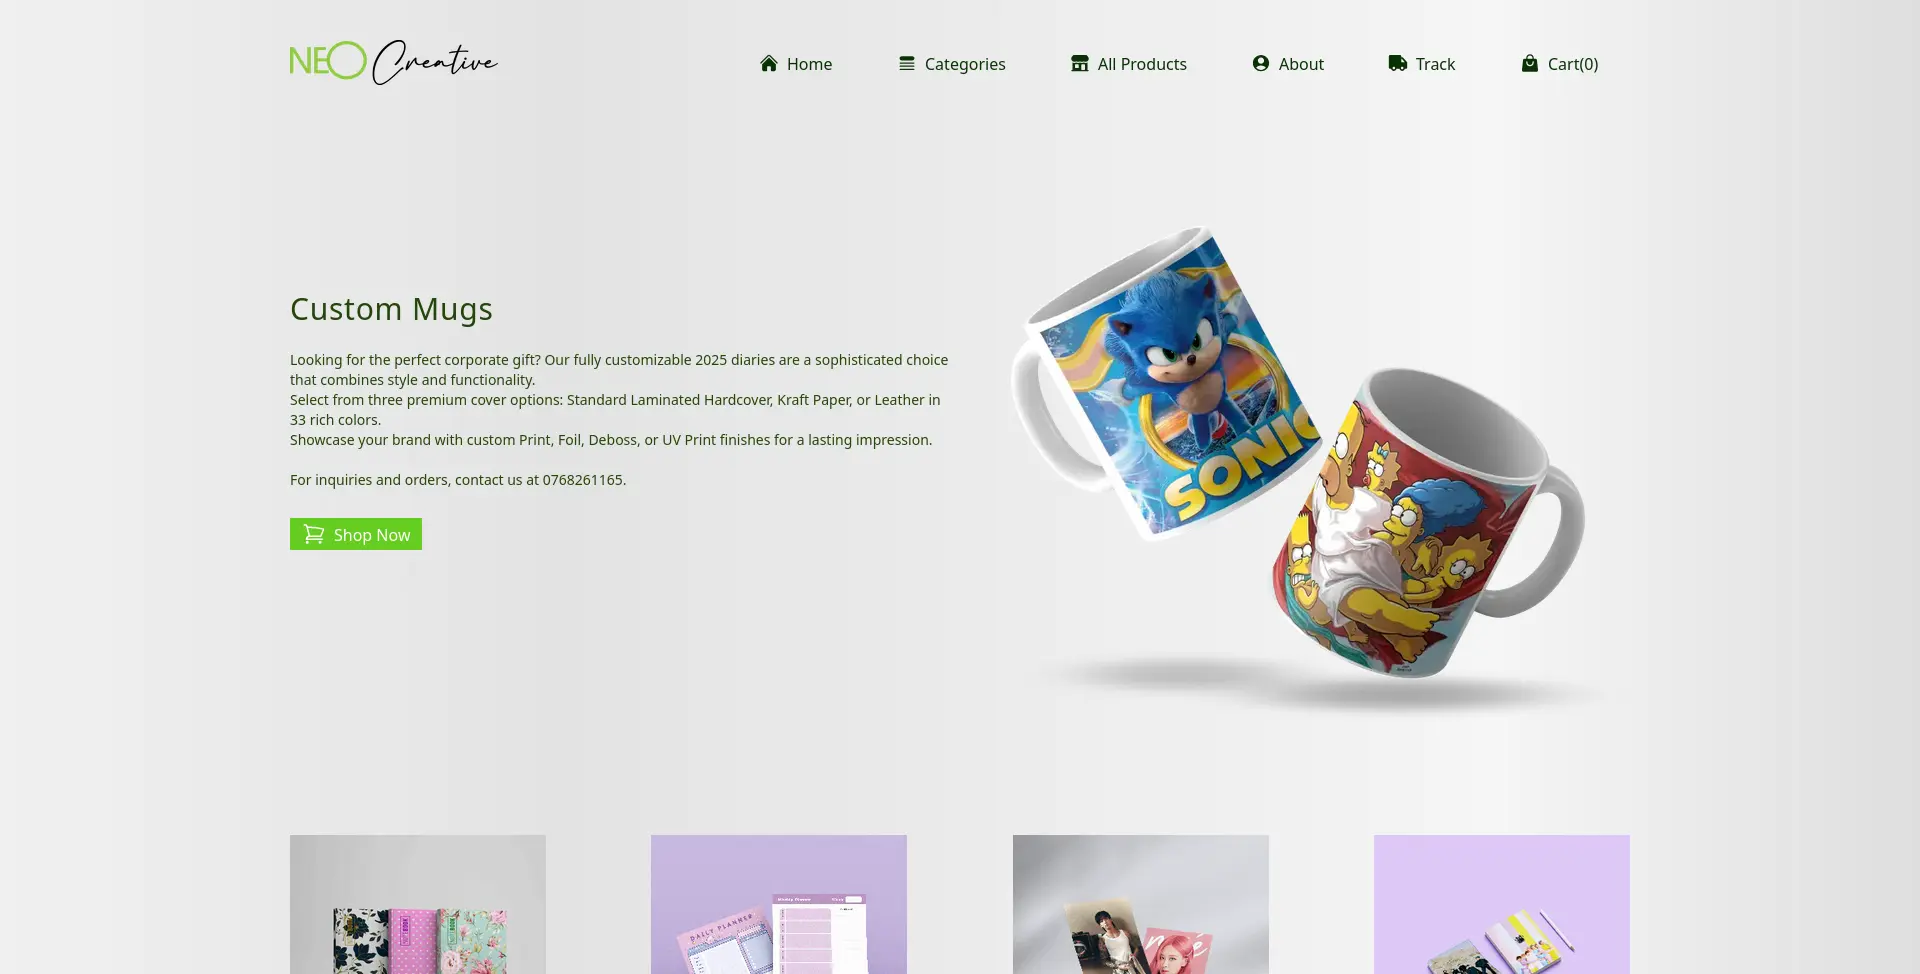 NEO Creative
Home
Categories
All Products
About
Track
Cart(0)
Custom Mugs
Looking for the perfect corporate gift? Our fully customizable 2025 diaries are a sophisticated choice
that combines style and functionality.
Select from three premium cover options: Standard Laminated Hardcover, Kraft Paper, or Leather in
33 rich colors.
Showcase your brand with custom Print, Foil, Deboss, or UV Print finishes for a lasting impression.
For inquiries and orders, contact us at 0768261165.
Shop Now
SONIC
DAILY PLANNER